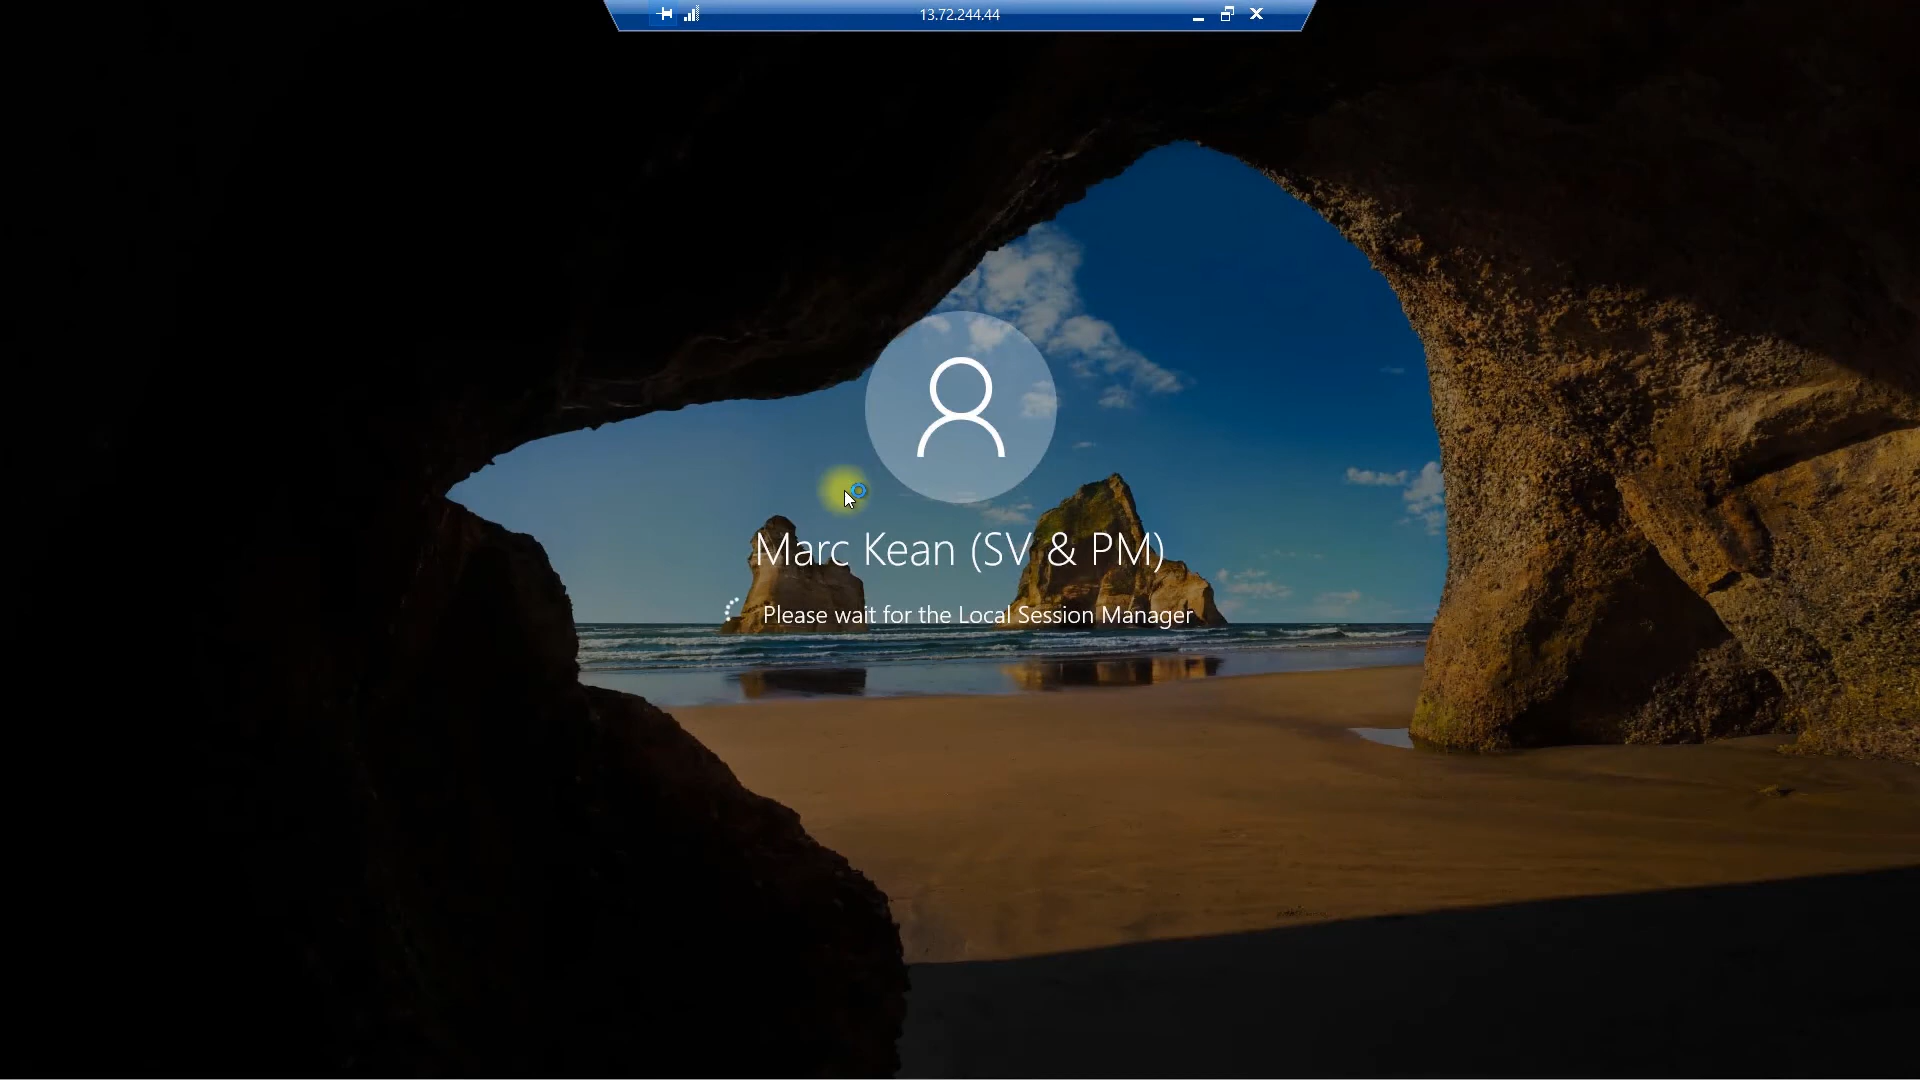 13.72.244.44
Marc Kean (SV & PM)
Please wait for the Local Session Manager